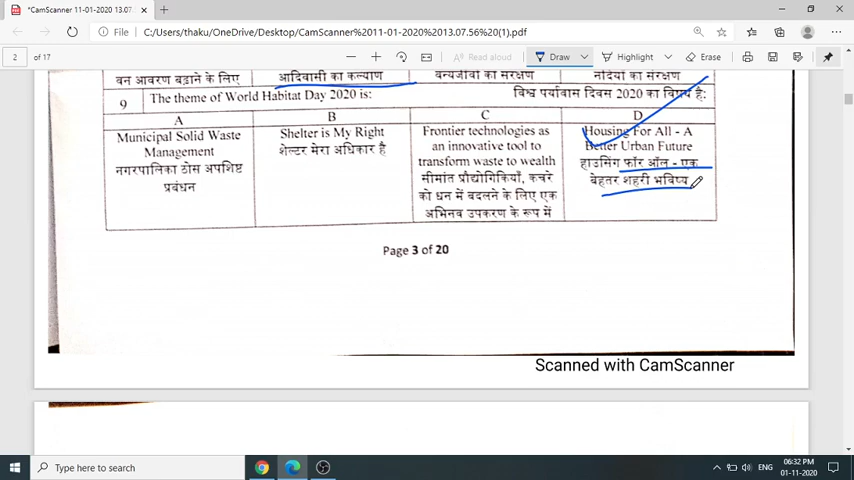 *CamScanner 11-01-2020 13.07.
C:/Users/thaku/OneDrive/Desktop/CamScanner%2011-01-2020%2013.07.56%20(1).pdf
2 of 17
Read aloud Draw Highlight Erase
वन आवरण बढ़ाने के लिए आदिवासी का कल्याण वन्यजीवों का संरक्षण नदियों का संरक्षण
9 The theme of World Habitat Day 2020 is: विश्व पर्यावास दिवस 2020 का विषय है:
A B C D
Municipal Solid Waste
Management
नगरपालिका ठोस अपशिष्ट
प्रबंधन
Shelter is My Right
शेल्टर मेरा अधिकार है
Frontier technologies as
an innovative tool to
transform waste to wealth
सीमांत प्रौद्योगिकियों, कचरे
को धन में बदलने के लिए एक
अभिनव उपकरण के रूप में
Housing For All - A
Better Urban Future
हाउसिंग फॉर ऑल - एक
बेहतर शहरी भविष्य
Page 3 of 20
Scanned with CamScanner
Type here to search
ENG
06:32 PM
01-11-2020